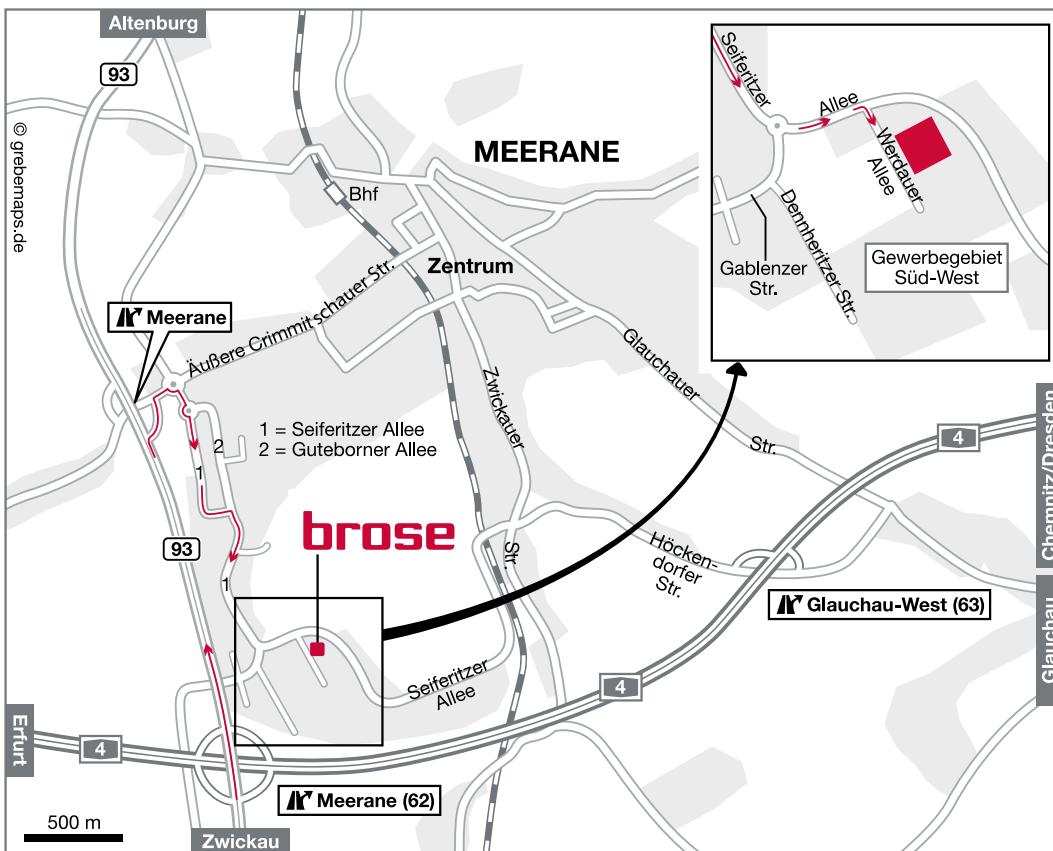 Altenburg
93
© grebemaps.de
MEERANE
Bhf
Zentrum
Meerane
Äußere Crimmitschauer Str.
1 = Seiferitzer Allee
2 = Guteborner Allee
2
1
93
1
brose
Zwickauer
Str.
Glauchauer
Str.
Höcken-
dorfer
Str.
Seiferitzer
Allee
4
4
4
Glauchau-West (63)
Meerane (62)
Chemnitz/Dresden
Glauchau
Erfurt
Zwickau
500 m
Seiferitzer
Allee
Werdauer
Allee
Dennheritzer Str.
Gablenzer
Str.
Gewerbegebiet
Süd-West